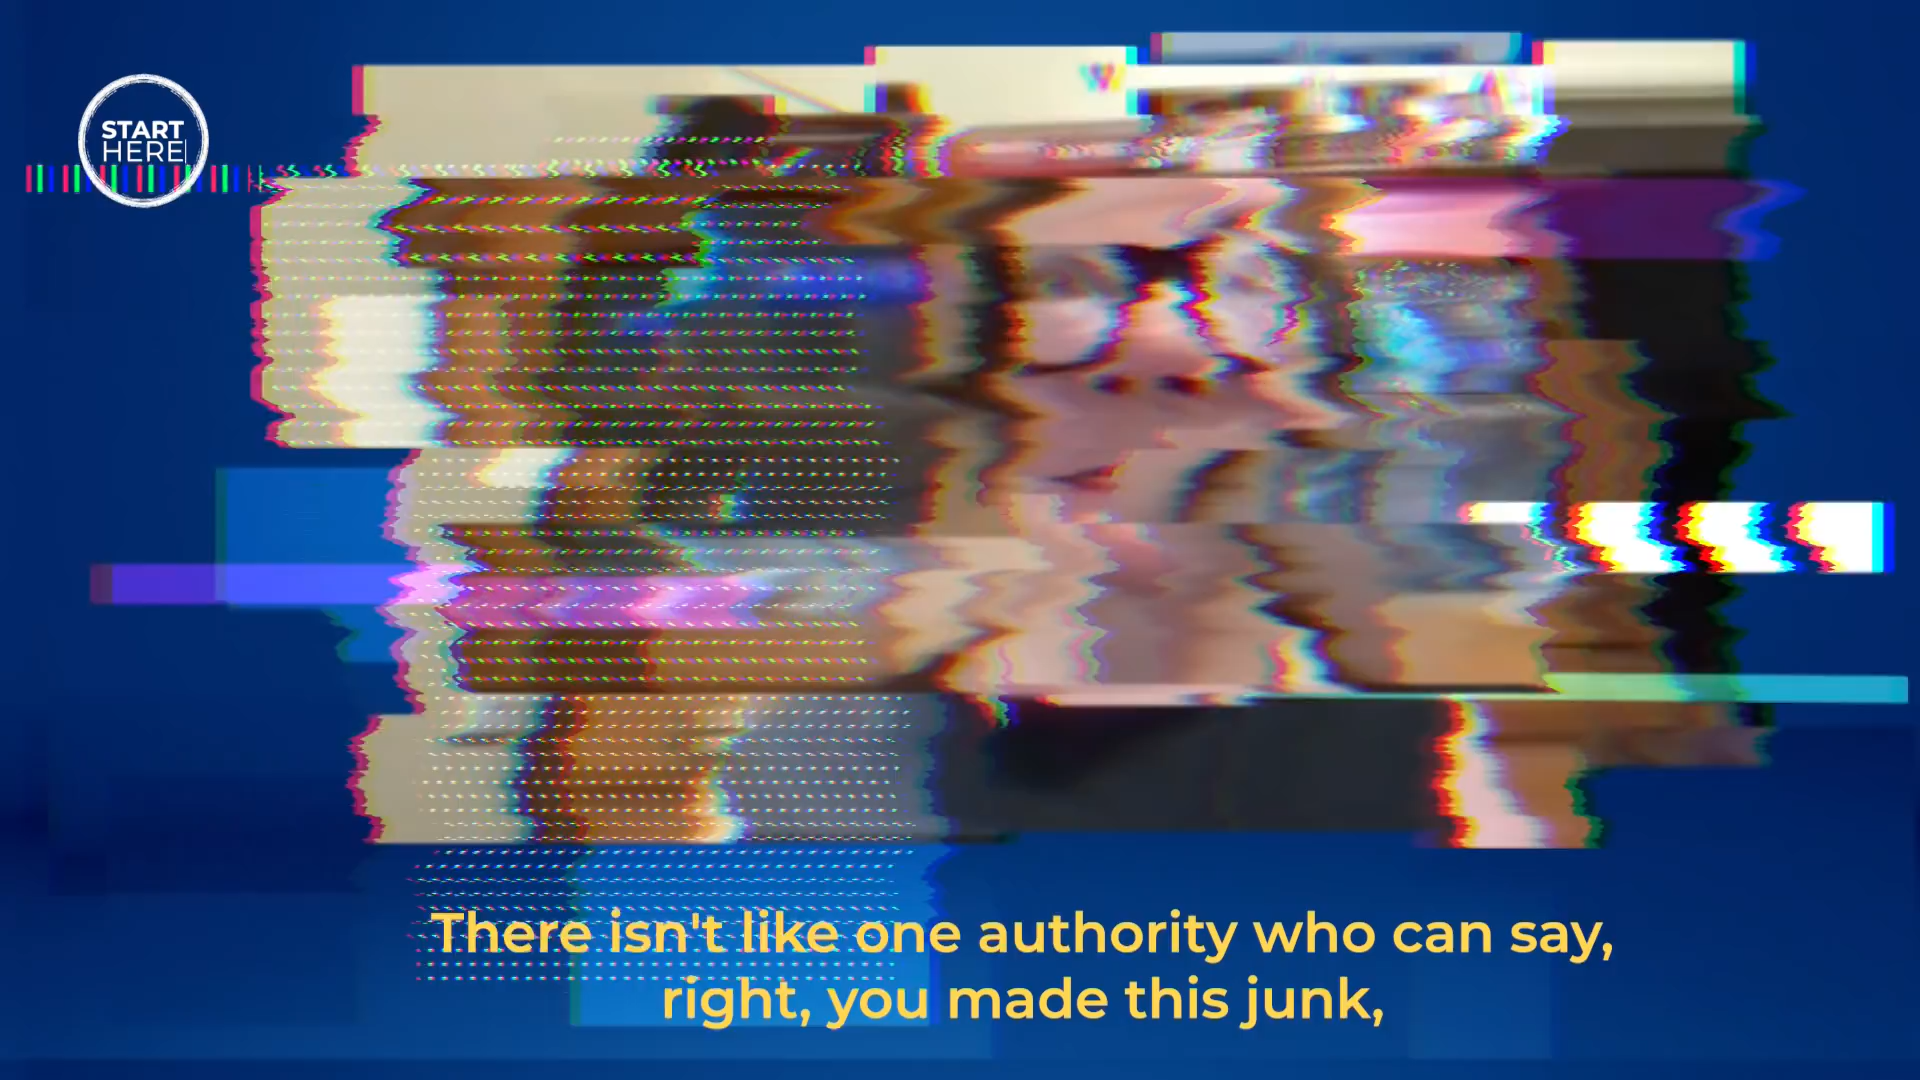 START
HERE
There isn't like one authority who can say,
right, you made this junk,